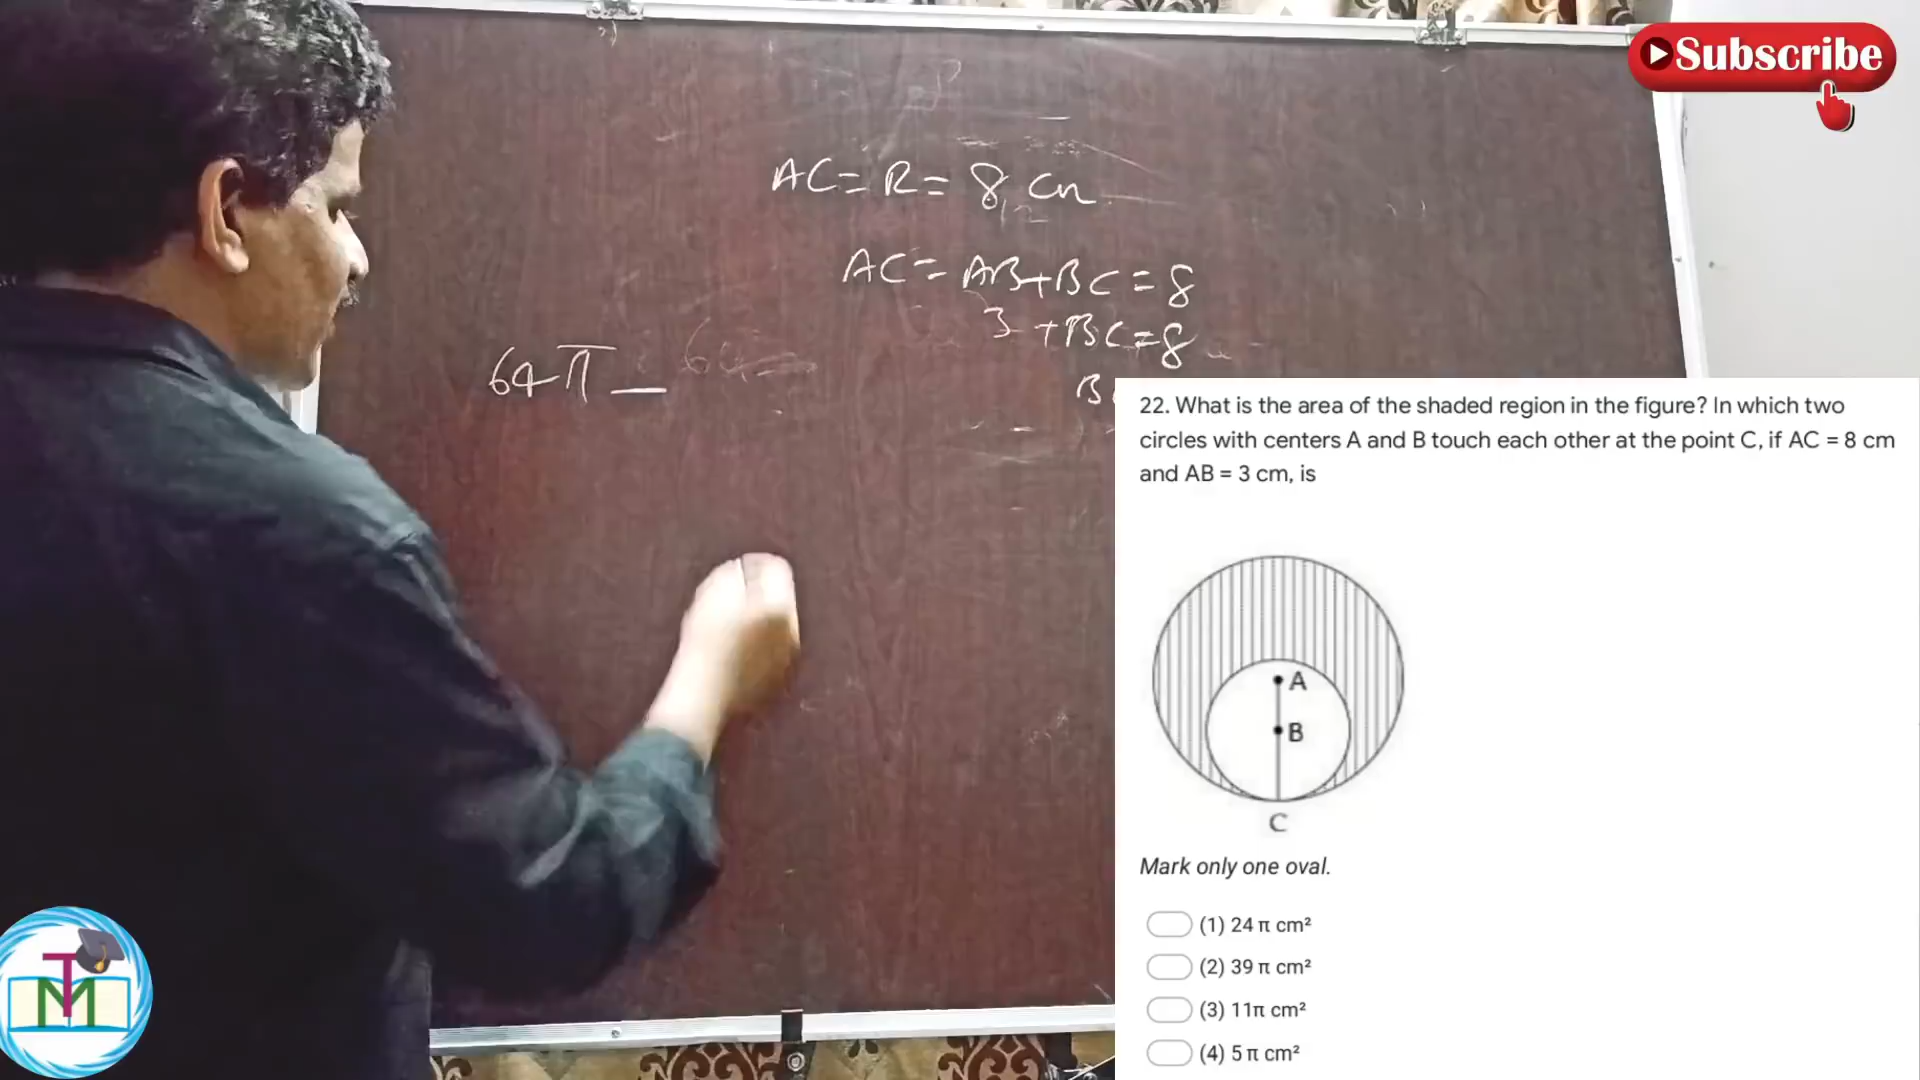 Subscribe
AC = R = 8 cm
AC = AB + BC = 8
3 + BC = 8
B
64π —
22. What is the area of the shaded region in the figure? In which two
circles with centers A and B touch each other at the point C, if AC = 8 cm
and AB = 3 cm, is
A
B
C
Mark only one oval.
(1) 24 π cm²
(2) 39 π cm²
(3) 11π cm²
(4) 5 π cm²
TM